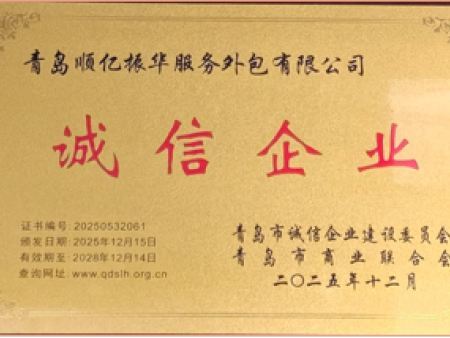 青岛顺亿振华服务外包有限公司
诚信企业
证书编号: 20250532061
颁发日期: 2025年12月15日
有效期至: 2028年12月14日
查询网址: www.qdslh.org.cn
青岛市诚信企业建设委员会
青岛市商业联合会
二〇二五年十二月